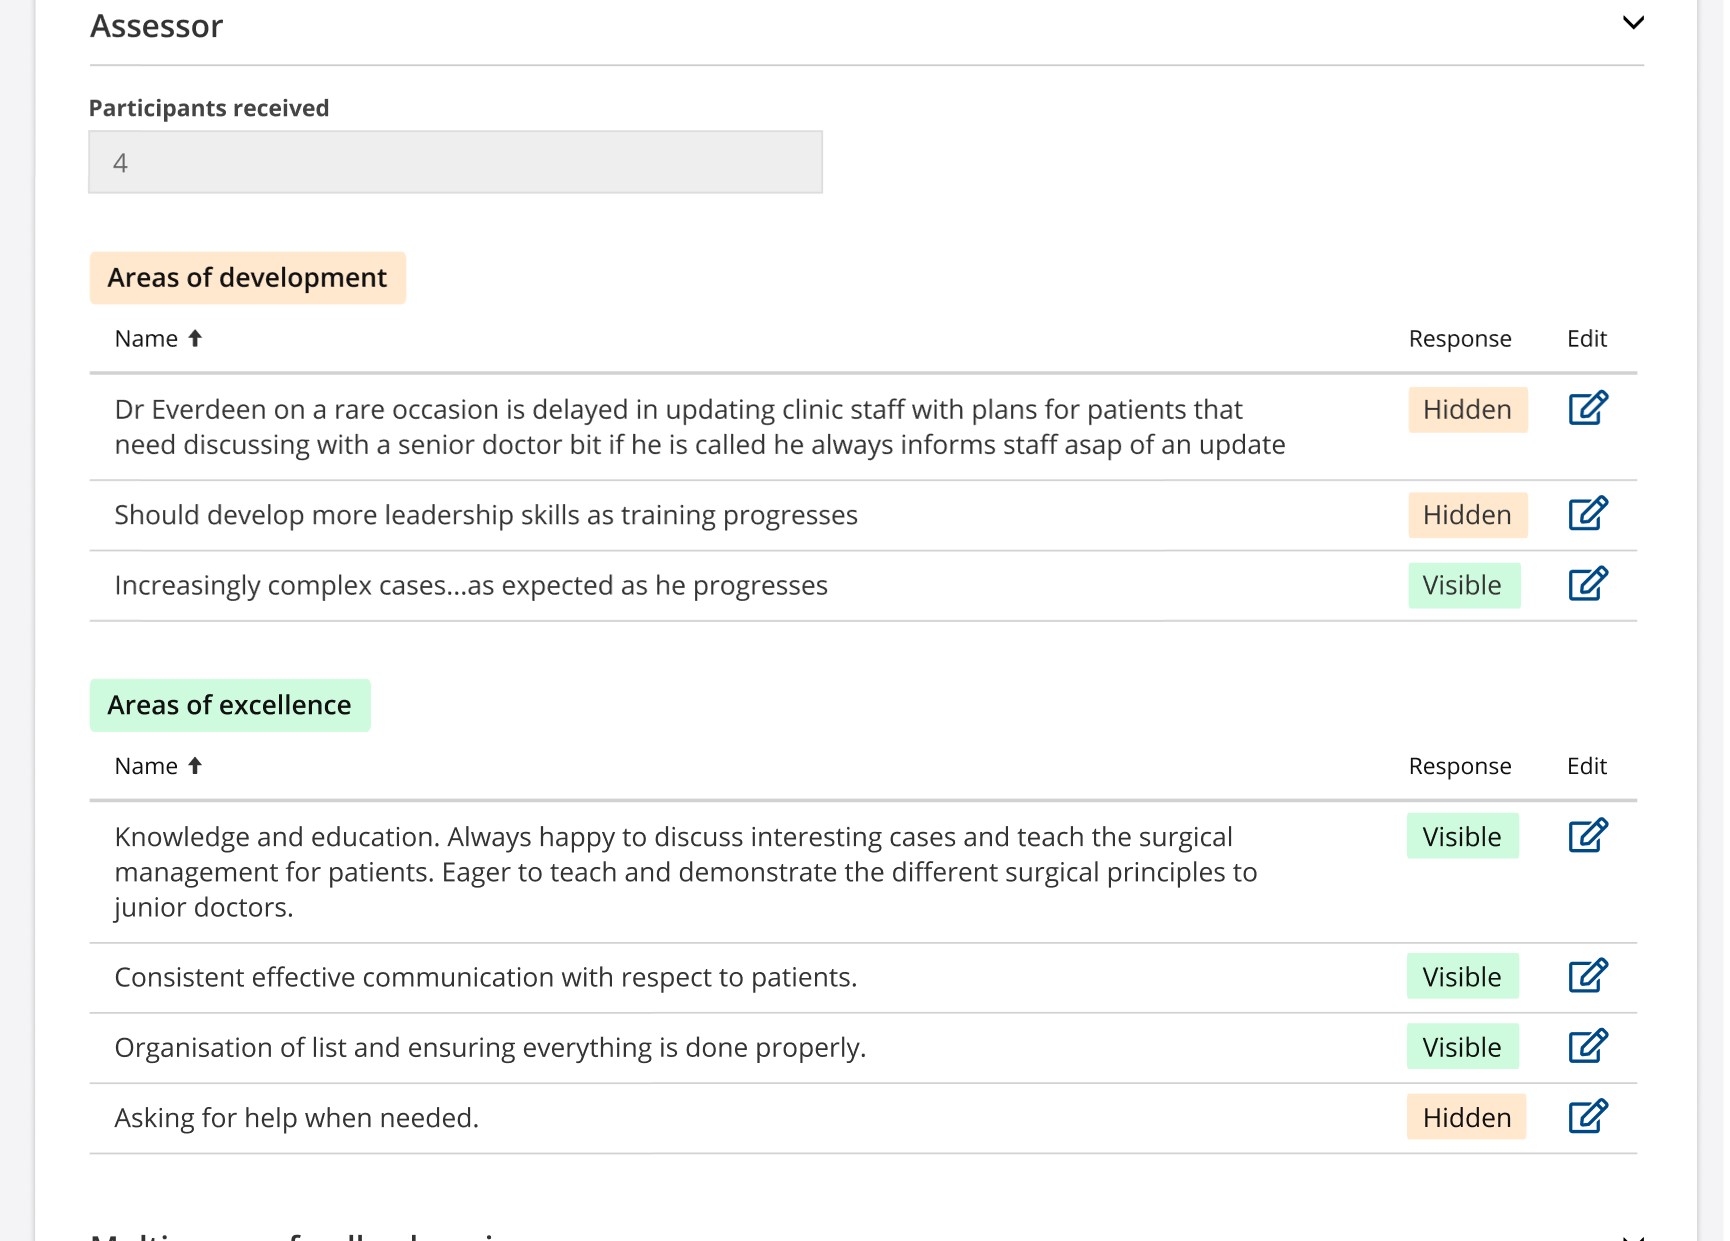 Assessor
Participants received
4
Areas of development
Name Response Edit
Dr Everdeen on a rare occasion is delayed in updating clinic staff with plans for patients that Hidden
need discussing with a senior doctor bit if he is called he always informs staff asap of an update
Should develop more leadership skills as training progresses Hidden
Increasingly complex cases...as expected as he progresses Visible
Areas of excellence
Name Response Edit
Knowledge and education. Always happy to discuss interesting cases and teach the surgical Visible
management for patients. Eager to teach and demonstrate the different surgical principles to
junior doctors.
Consistent effective communication with respect to patients. Visible
Organisation of list and ensuring everything is done properly. Visible
Asking for help when needed. Hidden